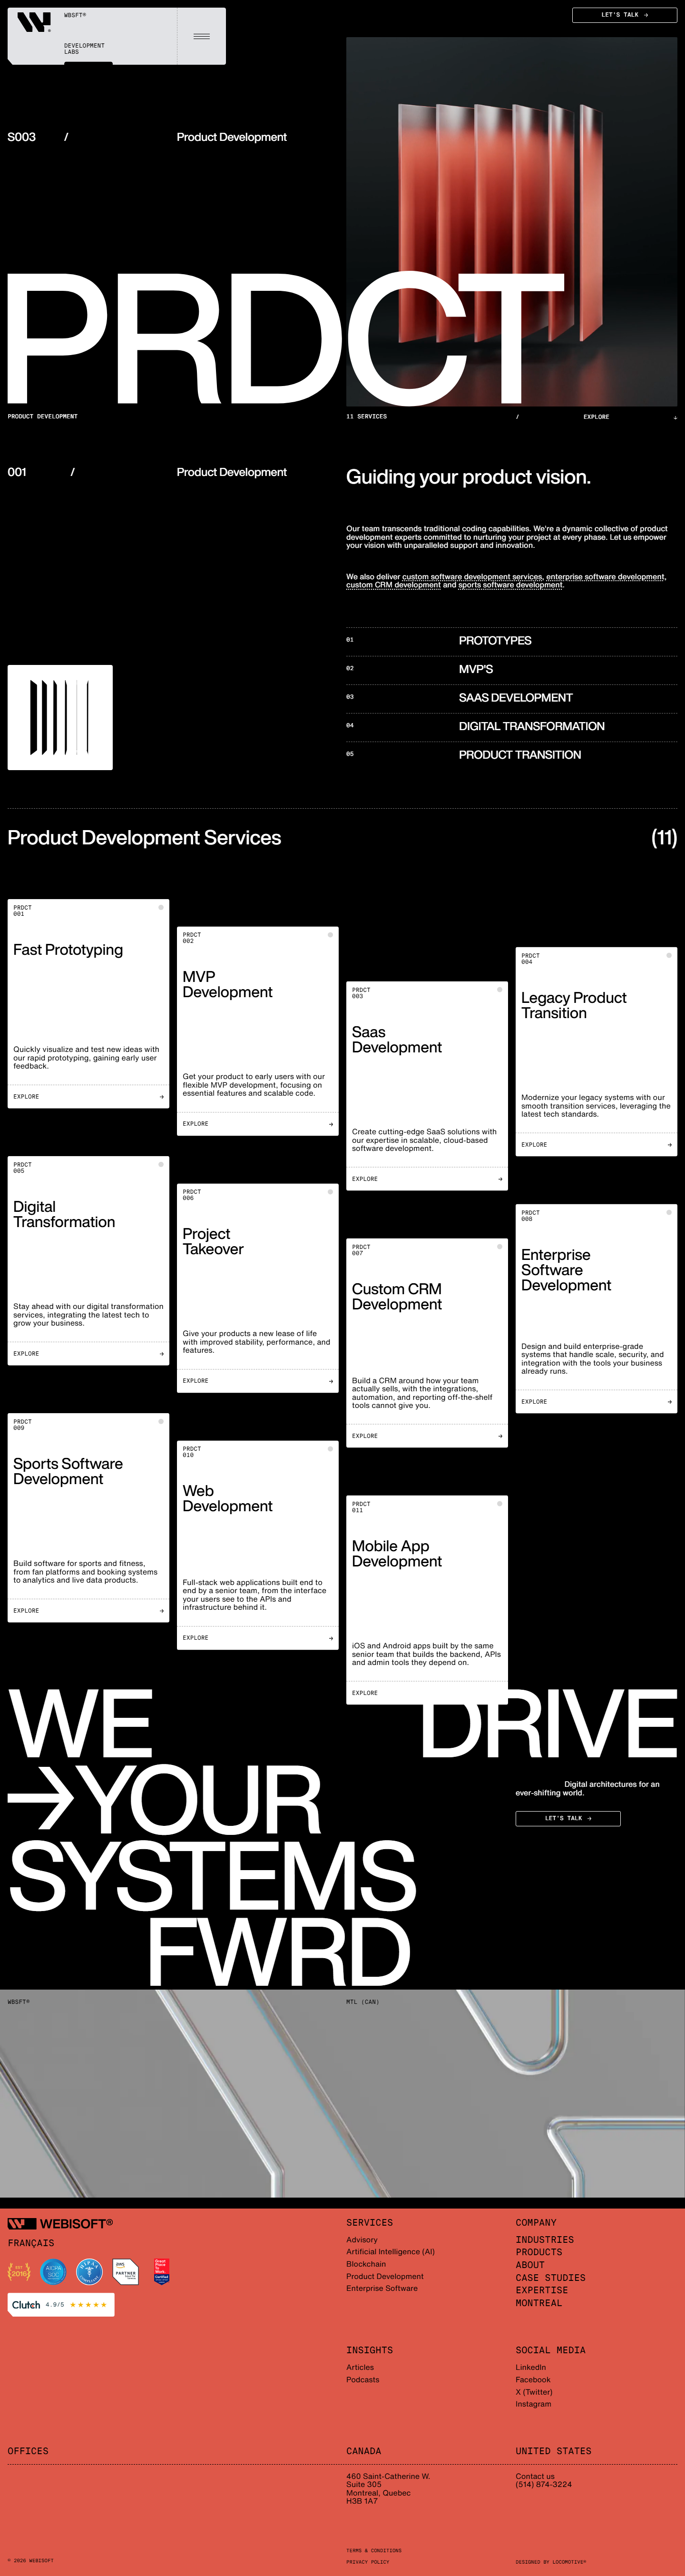 WBSFT®
DEVELOPMENT
LABS
LET'S TALK →
S003 / Product Development
PRDCT
PRODUCT DEVELOPMENT
11 SERVICES / EXPLORE ↓
001 / Product Development
Guiding your product vision.
Our team transcends traditional coding capabilities. We're a dynamic collective of product
development experts committed to nurturing your project at every phase. Let us empower
your vision with unparalleled support and innovation.
We also deliver custom software development services, enterprise software development,
custom CRM development and sports software development.
01 PROTOTYPES
02 MVP'S
03 SAAS DEVELOPMENT
04 DIGITAL TRANSFORMATION
05 PRODUCT TRANSITION
Product Development Services (11)
PRDCT
001
Fast Prototyping
Quickly visualize and test new ideas with
our rapid prototyping, gaining early user
feedback.
EXPLORE →
PRDCT
002
MVP
Development
Get your product to early users with our
flexible MVP development, focusing on
essential features and scalable code.
EXPLORE →
PRDCT
003
Saas
Development
Create cutting-edge SaaS solutions with
our expertise in scalable, cloud-based
software development.
EXPLORE →
PRDCT
004
Legacy Product
Transition
Modernize your legacy systems with our
smooth transition services, leveraging the
latest tech standards.
EXPLORE →
PRDCT
005
Digital
Transformation
Stay ahead with our digital transformation
services, integrating the latest tech to
grow your business.
EXPLORE →
PRDCT
006
Project
Takeover
Give your products a new lease of life
with improved stability, performance, and
features.
EXPLORE →
PRDCT
007
Custom CRM
Development
Build a CRM around how your team
actually sells, with the integrations,
automation, and reporting off-the-shelf
tools cannot give you.
EXPLORE →
PRDCT
008
Enterprise
Software
Development
Design and build enterprise-grade
systems that handle scale, security, and
integration with the tools your business
already runs.
EXPLORE →
PRDCT
009
Sports Software
Development
Build software for sports and fitness,
from fan platforms and booking systems
to analytics and live data products.
EXPLORE →
PRDCT
010
Web
Development
Full-stack web applications built end to
end by a senior team, from the interface
your users see to the APIs and
infrastructure behind it.
EXPLORE →
PRDCT
011
Mobile App
Development
iOS and Android apps built by the same
senior team that builds the backend, APIs
and admin tools they depend on.
EXPLORE
WE DRIVE
→YOUR
SYSTEMS
FWRD
Digital architectures for an
ever-shifting world.
LET'S TALK →
WBSFT®
MTL (CAN)
WEBISOFT®
FRANÇAIS
EST
2016
AICPA
SOC
HIPAA
aws
PARTNER
Great
Place
To
Work
Certified
Clutch 4.9/5 ★★★★★
SERVICES
Advisory
Artificial Intelligence (AI)
Blockchain
Product Development
Enterprise Software
COMPANY
INDUSTRIES
PRODUCTS
ABOUT
CASE STUDIES
EXPERTISE
MONTREAL
INSIGHTS
Articles
Podcasts
SOCIAL MEDIA
LinkedIn
Facebook
X (Twitter)
Instagram
OFFICES
CANADA
460 Saint-Catherine W.
Suite 305
Montreal, Quebec
H3B 1A7
UNITED STATES
Contact us
(514) 874-3224
© 2026 WEBISOFT
TERMS & CONDITIONS
PRIVACY POLICY
DESIGNED BY LOCOMOTIVE®